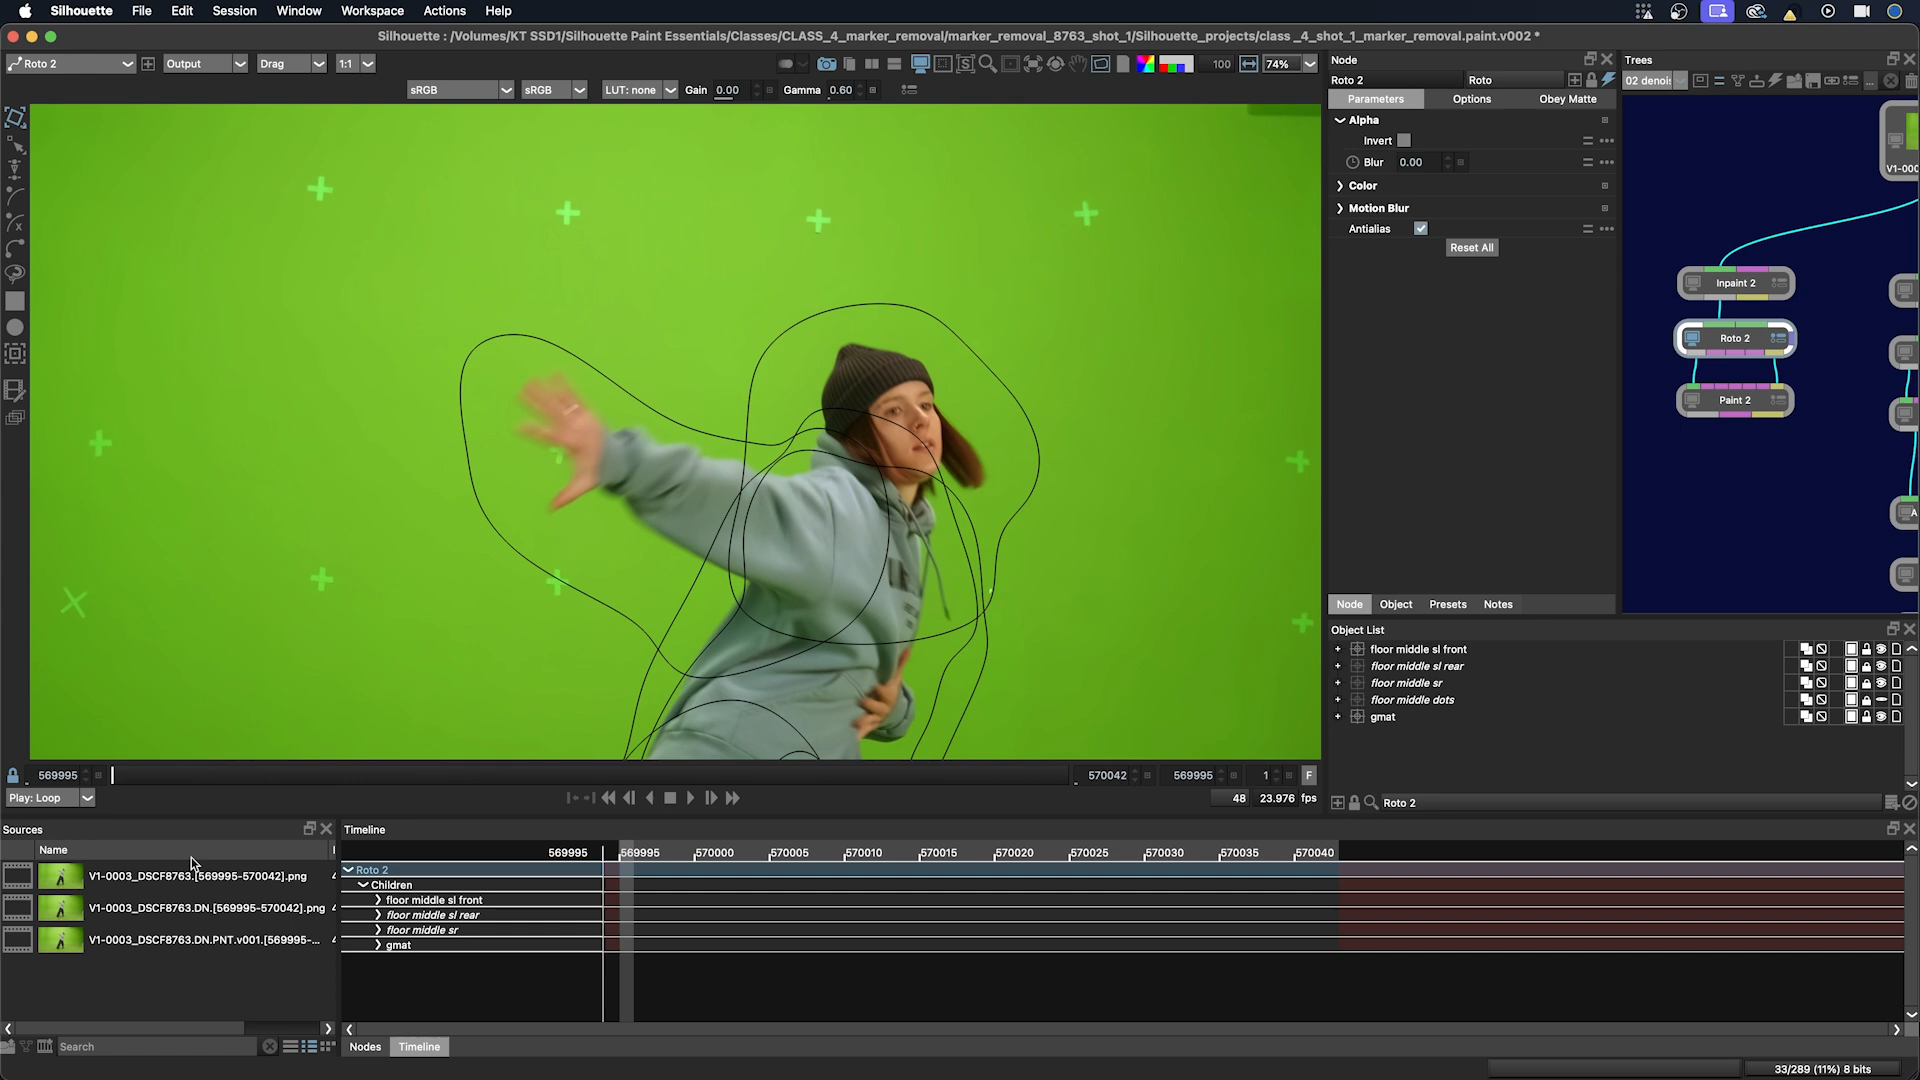 Silhouette File Edit Session Window Workspace Actions Help
Silhouette : /Volumes/KT SSD1/Silhouette Paint Essentials/Classes/CLASS_4_marker_removal/marker_removal_8763_shot_1/Silhouette_projects/class _4_shot_1_marker_removal.paint.v002 *
Roto 2 Output Drag 1:1 100 74%
sRGB sRGB LUT: none Gain 0.00 Gamma 0.60
Node
Roto 2 Roto
Parameters Options Obey Matte
Alpha
Invert
Blur 0.00
Color
Motion Blur
Antialias
Reset All
Node Object Presets Notes
Trees
02 denois
V1-000
Inpaint 2
Roto 2
Paint 2
A
Object List
floor middle sl front
floor middle sl rear
floor middle sr
floor middle dots
gmat
Roto 2
569995 570042 569995 1 F
Play: Loop 48 23.976 fps
Sources
Name
V1-0003_DSCF8763.[569995-570042].png 4
V1-0003_DSCF8763.DN.[569995-570042].png 4
V1-0003_DSCF8763.DN.PNT.v001.[569995-... 4
Search
Timeline
569995 569995 570000 570005 570010 570015 570020 570025 570030 570035 570040
Roto 2
Children
floor middle sl front
floor middle sl rear
floor middle sr
gmat
Nodes Timeline
33/289 (11%) 8 bits